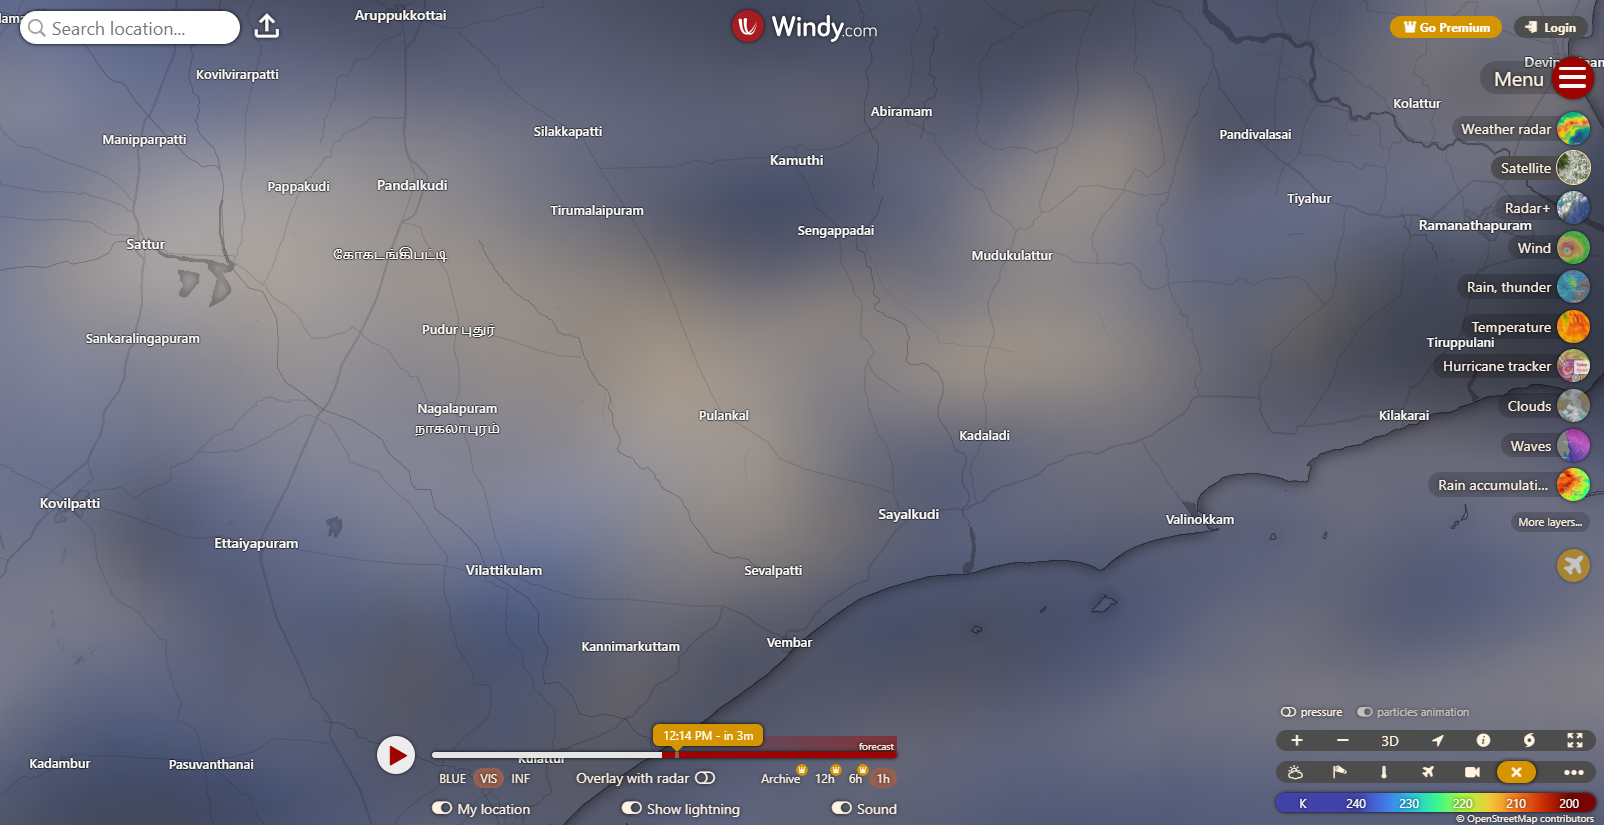 Search location...
Windy.com
Go Premium
Login
Menu
Weather radar
Satellite
Radar+
Wind
Rain, thunder
Temperature
Hurricane tracker
Clouds
Waves
Rain accumulati...
More layers...
Aruppukkottai
Kovilvirarpatti
Manipparpatti
Silakkapatti
Abiramam
Kolattur
Pandivalasai
Kamuthi
Pappakudi
Pandalkudi
Tirumalaipuram
Tiyahur
Sengappadai
Ramanathapuram
Sattur
கோகடங்கிபட்டி
Mudukulattur
Sankaralingapuram
Pudur புதூர்
Tiruppulani
Nagalapuram
நாகலாபுரம்
Pulankal
Kilakarai
Kadaladi
Kovilpatti
Sayalkudi
Valinokkam
Ettaiyapuram
Vilattikulam
Sevalpatti
Kannimarkuttam
Vembar
Kadambur
Pasuvanthanai
12:14 PM - in 3m
forecast
BLUE VIS INF
Overlay with radar
Archive 12h 6h 1h
My location
Show lightning
Sound
pressure
particles animation
3D
K 240 230 220 210 200
© OpenStreetMap contributors